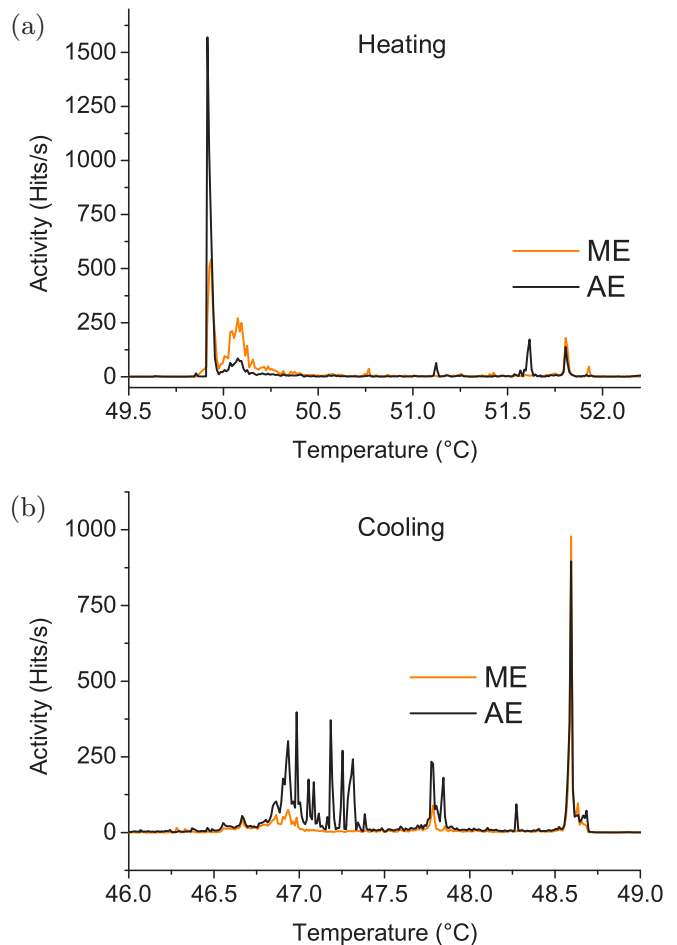 (a)
Heating
1500
1250
1000
750
500
250
0
Activity (Hits/s)
ME
AE
49.5 50.0 50.5 51.0 51.5 52.0
Temperature (°C)
(b)
Cooling
1000
750
500
250
0
Activity (Hits/s)
ME
AE
46.0 46.5 47.0 47.5 48.0 48.5 49.0
Temperature (°C)